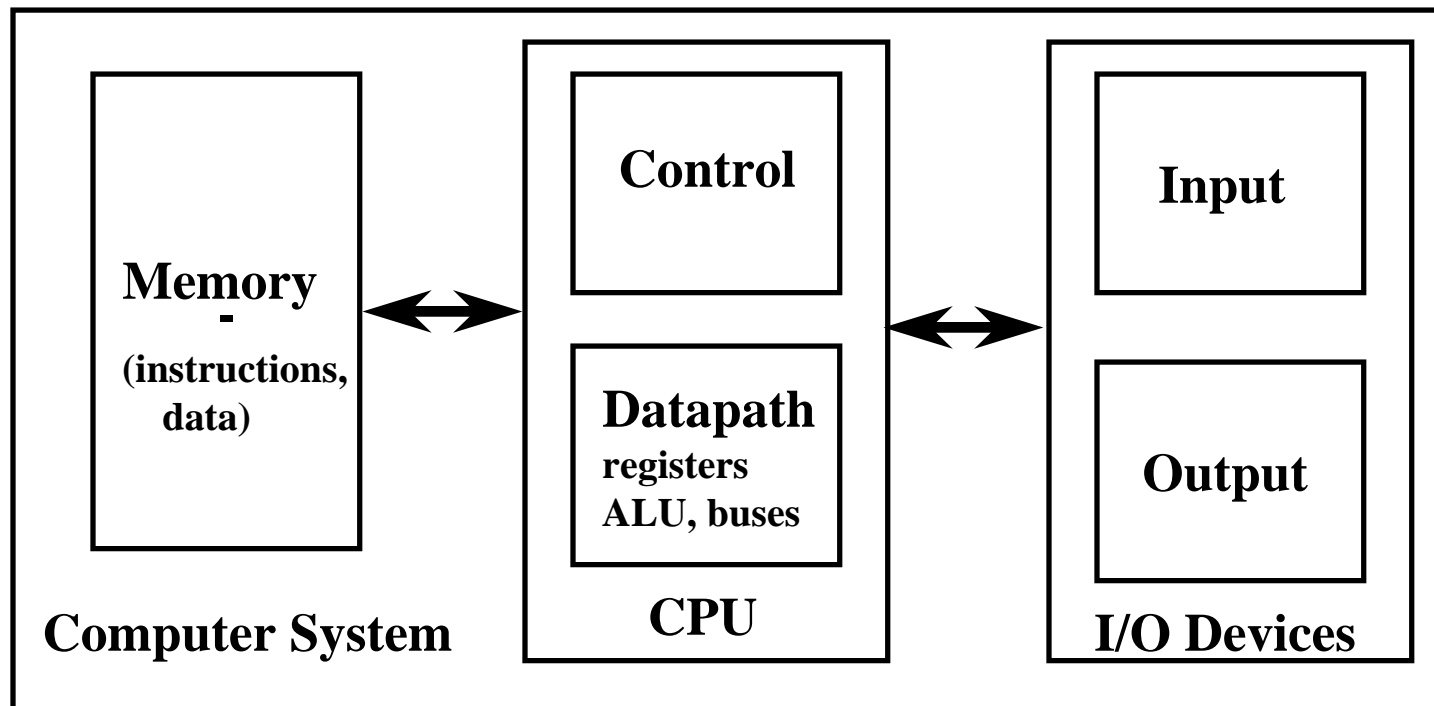 Memory
-
(instructions,
data)
Computer System
Control
Datapath
registers
ALU, buses
CPU
Input
Output
I/O Devices